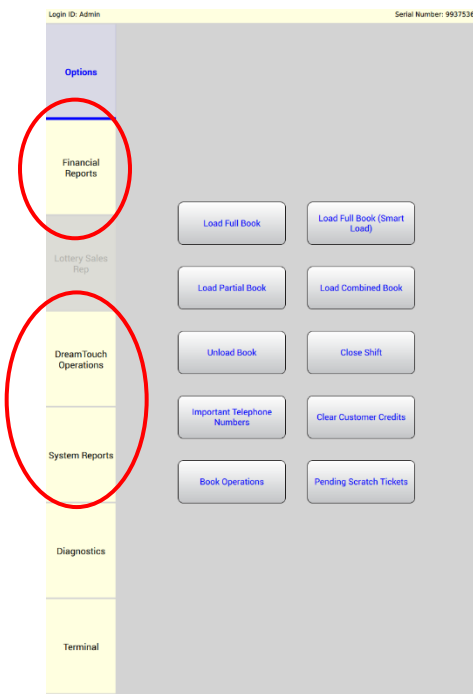 Login ID: Admin
Serial Number: 9937536
Options
Financial
Reports
Lottery Sales
Rep
DreamTouch
Operations
System Reports
Diagnostics
Terminal
Load Full Book
Load Full Book (Smart
Load)
Load Partial Book
Load Combined Book
Unload Book
Close Shift
Important Telephone
Numbers
Clear Customer Credits
Book Operations
Pending Scratch Tickets